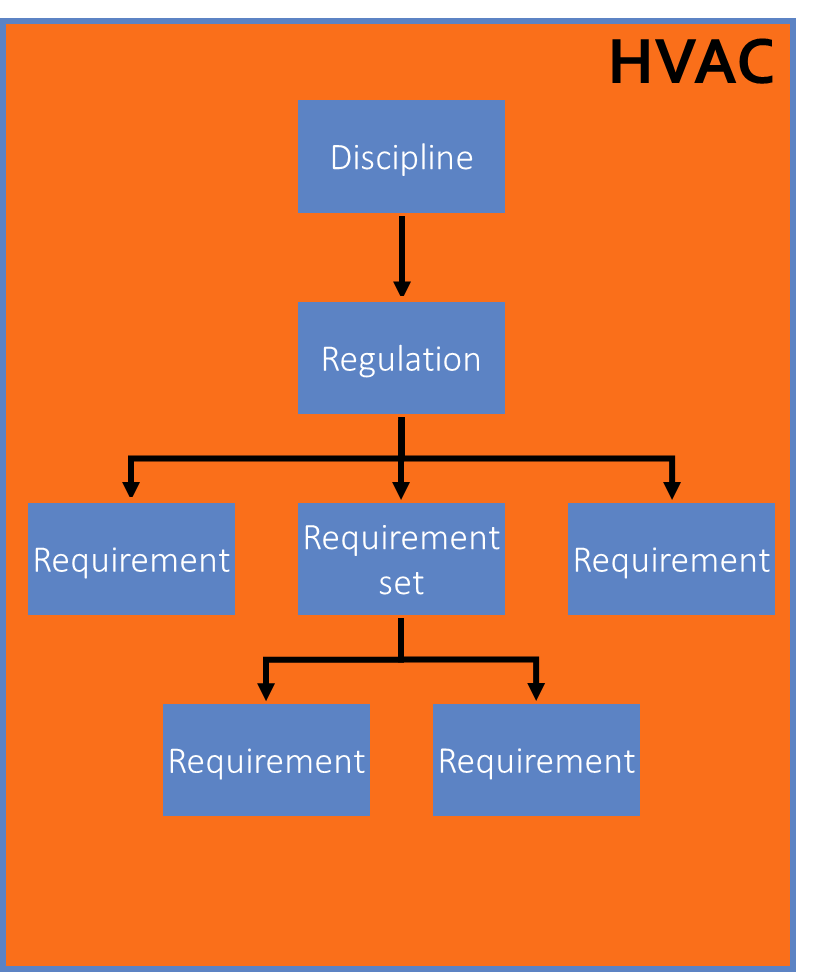 HVAC
Discipline
Regulation
Requirement
Requirement
set
Requirement
Requirement
Requirement